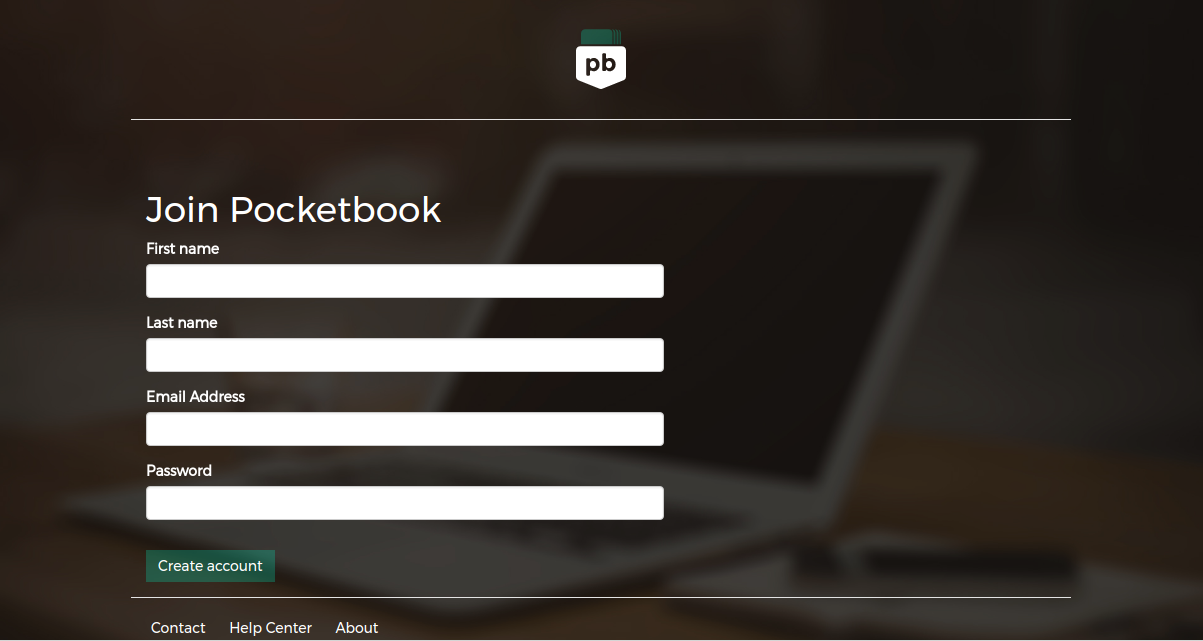 pb
Join Pocketbook
First name
Last name
Email Address
Password
Create account
Contact Help Center About